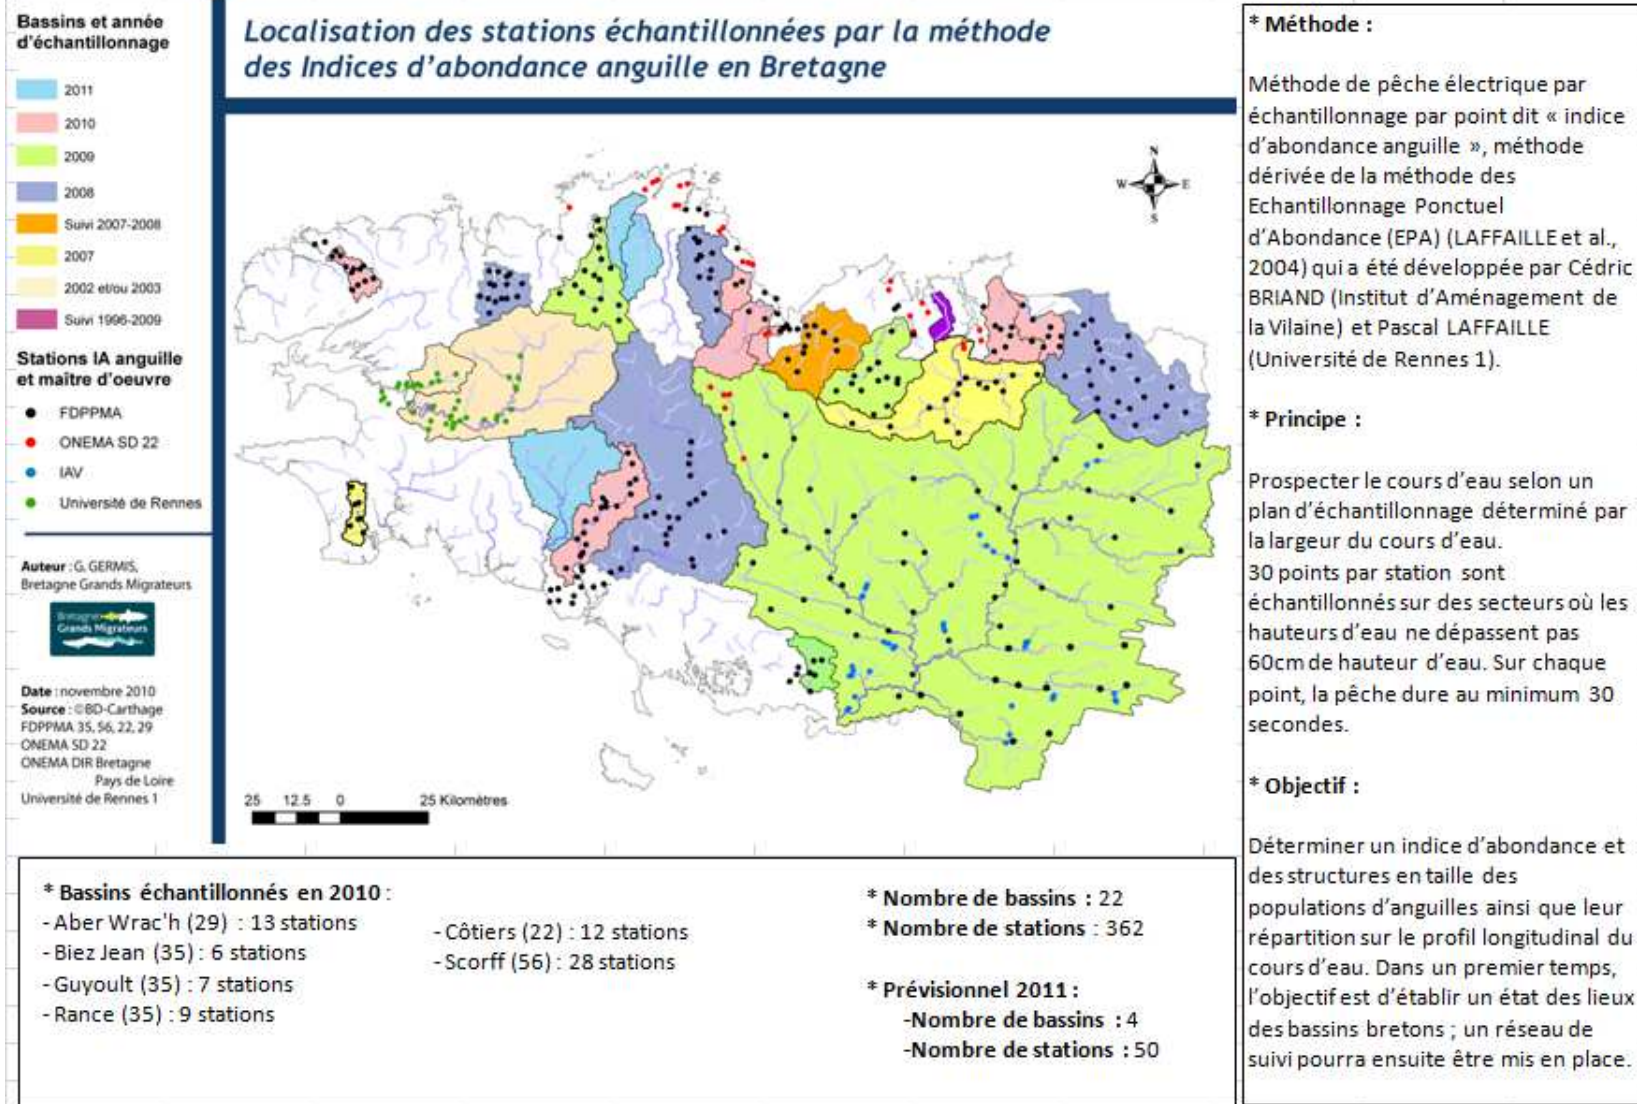 Bassins et année
d'échantillonnage
2011
2010
2009
2008
Suivi 2007-2008
2007
2002 et/ou 2003
Suivi 1996-2009
Stations IA anguille
et maître d'oeuvre
FDPPMA
ONEMA SD 22
IAV
Université de Rennes
Auteur : G. GERMIS,
Bretagne Grands Migrateurs
Bretagne
Grands Migrateurs
Date : novembre 2010
Source : ©BD-Carthage
FDPPMA 35, 56, 22, 29
ONEMA SD 22
ONEMA DIR Bretagne
Pays de Loire
Université de Rennes 1
Localisation des stations échantillonnées par la méthode
des Indices d'abondance anguille en Bretagne
N
W E
S
25 12.5 0 25 Kilomètres
* Méthode :
Méthode de pêche électrique par
échantillonnage par point dit « indice
d'abondance anguille », méthode
dérivée de la méthode des
Echantillonnage Ponctuel
d'Abondance (EPA) (LAFFAILLE et al.,
2004) qui a été développée par Cédric
BRIAND (Institut d'Aménagement de
la Vilaine) et Pascal LAFFAILLE
(Université de Rennes 1).
* Principe :
Prospecter le cours d'eau selon un
plan d'échantillonnage déterminé par
la largeur du cours d'eau.
30 points par station sont
échantillonnés sur des secteurs où les
hauteurs d'eau ne dépassent pas
60cm de hauteur d'eau. Sur chaque
point, la pêche dure au minimum 30
secondes.
* Objectif :
Déterminer un indice d'abondance et
des structures en taille des
populations d'anguilles ainsi que leur
répartition sur le profil longitudinal du
cours d'eau. Dans un premier temps,
l'objectif est d'établir un état des lieux
des bassins bretons ; un réseau de
suivi pourra ensuite être mis en place.
* Bassins échantillonnés en 2010 :
- Aber Wrac'h (29) : 13 stations
- Biez Jean (35) : 6 stations
- Guyoult (35) : 7 stations
- Rance (35) : 9 stations
- Côtiers (22) : 12 stations
- Scorff (56) : 28 stations
* Nombre de bassins : 22
* Nombre de stations : 362
* Prévisionnel 2011 :
-Nombre de bassins : 4
-Nombre de stations : 50